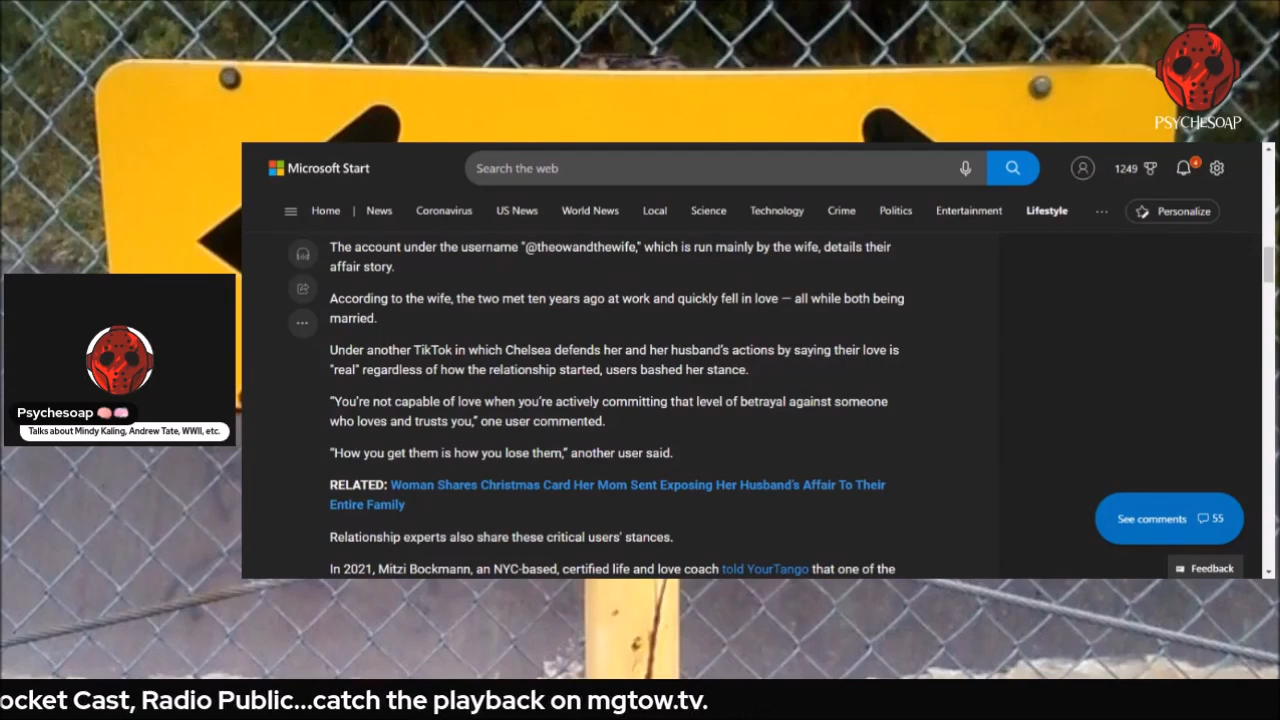 PSYCHESOAP
Microsoft Start
Search the web
1249
4
Home | News Coronavirus US News World News Local Science Technology Crime Politics Entertainment Lifestyle ... Personalize
The account under the username "@theowandthewife," which is run mainly by the wife, details their
affair story.
According to the wife, the two met ten years ago at work and quickly fell in love — all while both being
married.
Under another TikTok in which Chelsea defends her and her husband's actions by saying their love is
"real" regardless of how the relationship started, users bashed her stance.
"You're not capable of love when you're actively committing that level of betrayal against someone
who loves and trusts you," one user commented.
"How you get them is how you lose them," another user said.
RELATED: Woman Shares Christmas Card Her Mom Sent Exposing Her Husband's Affair To Their
Entire Family
Relationship experts also share these critical users' stances.
In 2021, Mitzi Bockmann, an NYC-based, certified life and love coach told YourTango that one of the
See comments 55
Feedback
Psychesoap
Talks about Mindy Kaling, Andrew Tate, WWII, etc.
ocket Cast, Radio Public...catch the playback on mgtow.tv.